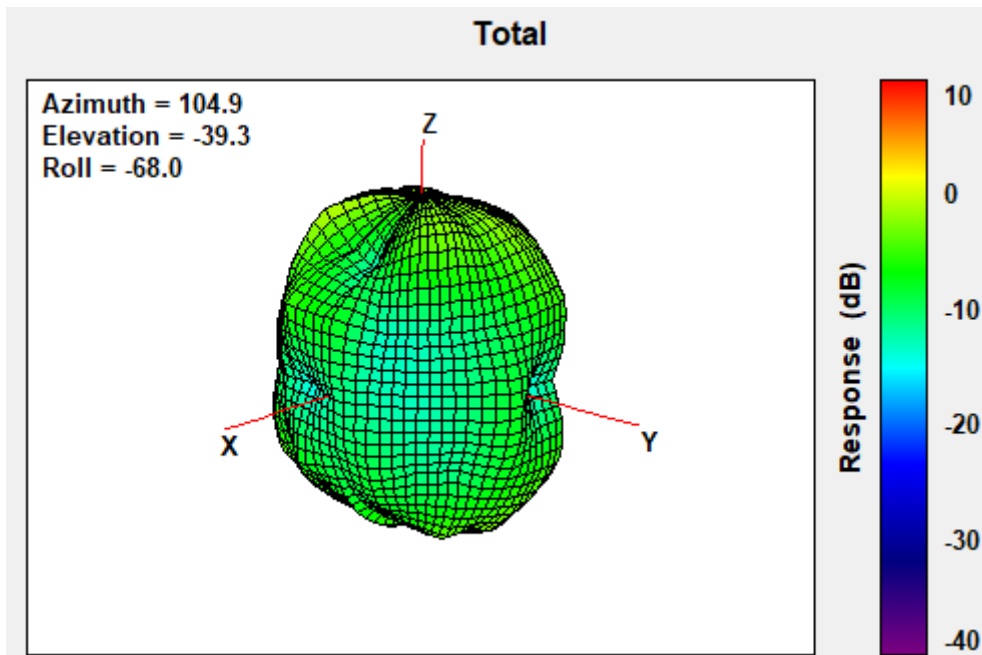 Total
Azimuth = 104.9
Elevation = -39.3
Roll = -68.0
Z
X
Y
10
0
-10
-20
-30
-40
Response (dB)